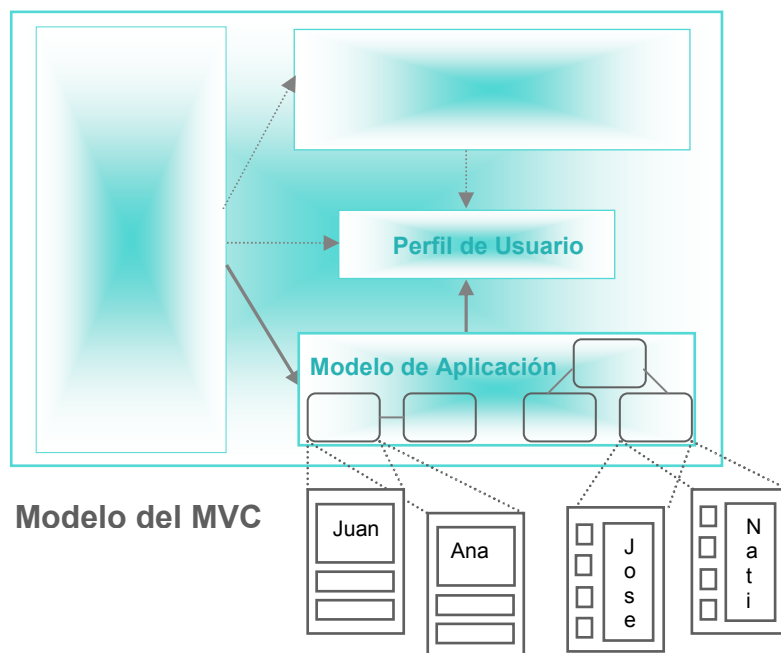 Perfil de Usuario
Modelo de Aplicación
Modelo del MVC
Juan
Ana
J
o
s
e
N
a
t
i